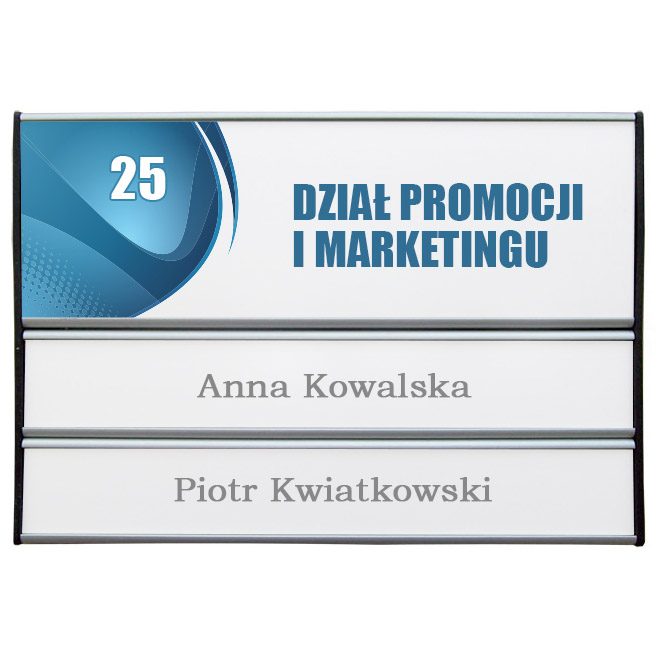 25
DZIAŁ PROMOCJI
I MARKETINGU
Anna Kowalska
Piotr Kwiatkowski